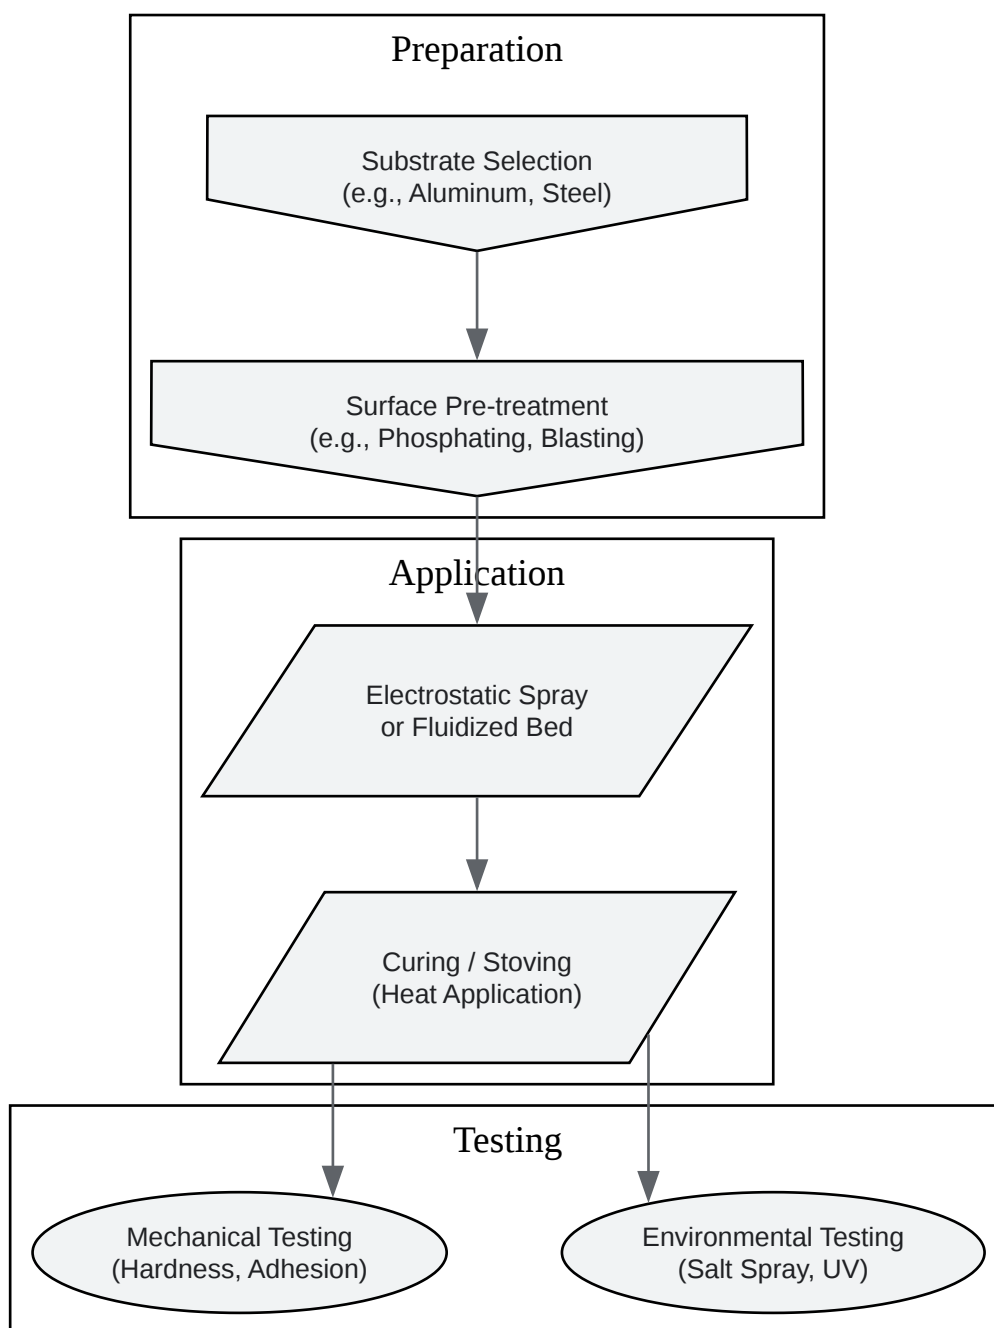 Preparation
Substrate Selection
(e.g., Aluminum, Steel)
Surface Pre-treatment
(e.g., Phosphating, Blasting)
Application
Electrostatic Spray
or Fluidized Bed
Curing / Stoving
(Heat Application)
Testing
Mechanical Testing
(Hardness, Adhesion)
Environmental Testing
(Salt Spray, UV)